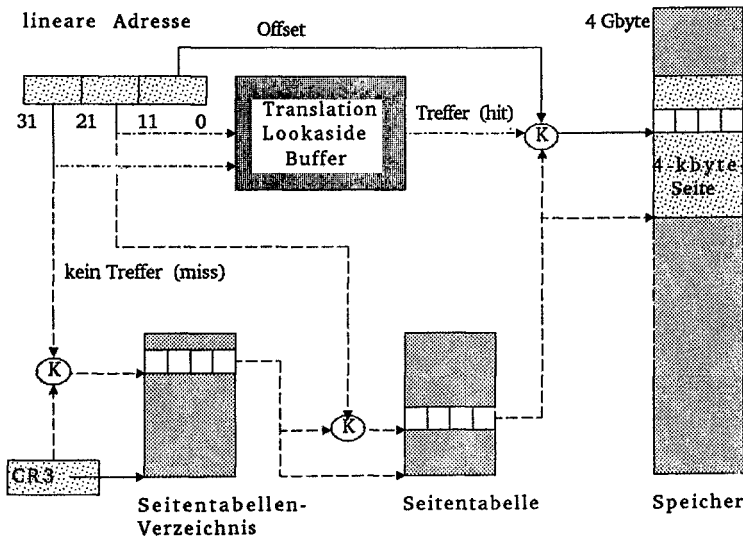 lineare Adresse
Offset
4 Gbyte
31 21 11 0
Translation
Lookaside
Buffer
Treffer (hit)
K
4-kbyte-
Seite
kein Treffer (miss)
K
K
CR3
Seitentabellen-
Verzeichnis
Seitentabelle
Speicher